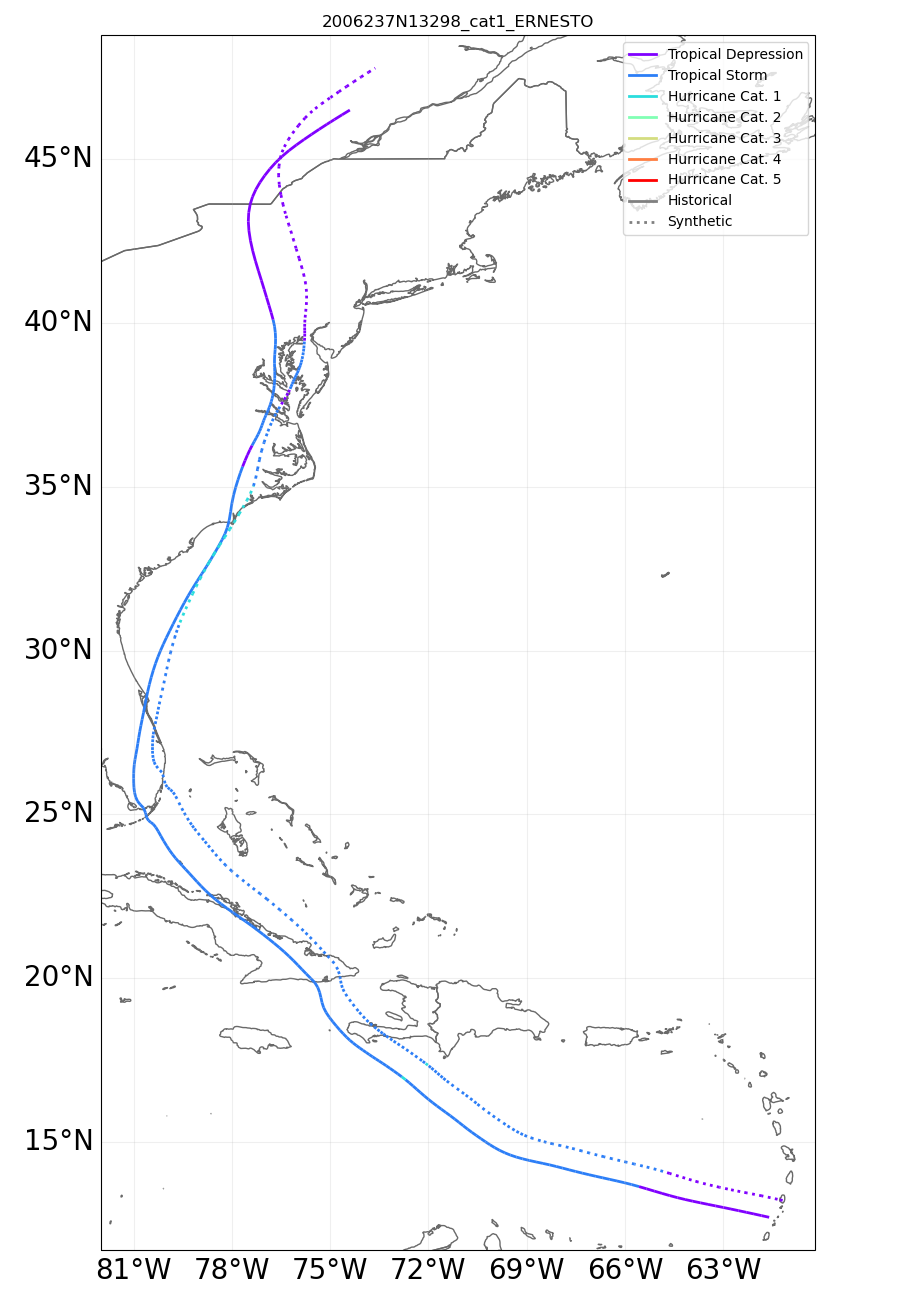 2006237N13298_cat1_ERNESTO
Tropical Depression
Tropical Storm
Hurricane Cat. 1
Hurricane Cat. 2
Hurricane Cat. 3
Hurricane Cat. 4
Hurricane Cat. 5
Historical
Synthetic
45°N
40°N
35°N
30°N
25°N
20°N
15°N
81°W 78°W 75°W 72°W 69°W 66°W 63°W